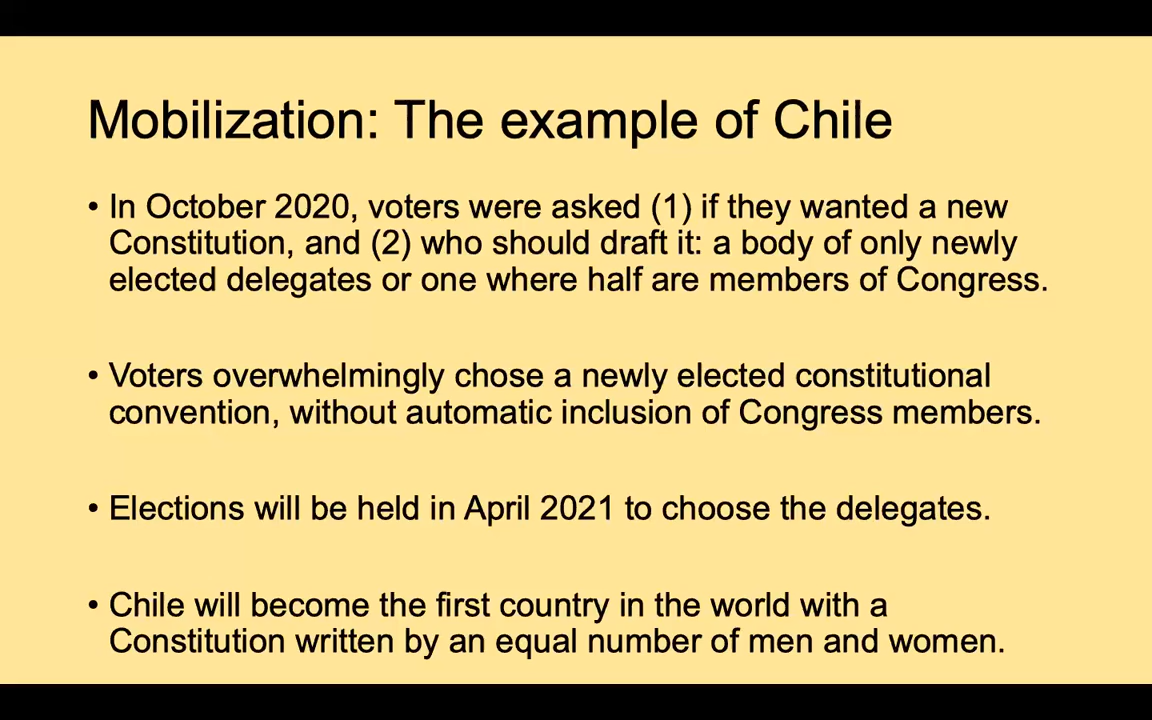 Mobilization: The example of Chile
• In October 2020, voters were asked (1) if they wanted a new
Constitution, and (2) who should draft it: a body of only newly
elected delegates or one where half are members of Congress.
• Voters overwhelmingly chose a newly elected constitutional
convention, without automatic inclusion of Congress members.
• Elections will be held in April 2021 to choose the delegates.
• Chile will become the first country in the world with a
Constitution written by an equal number of men and women.